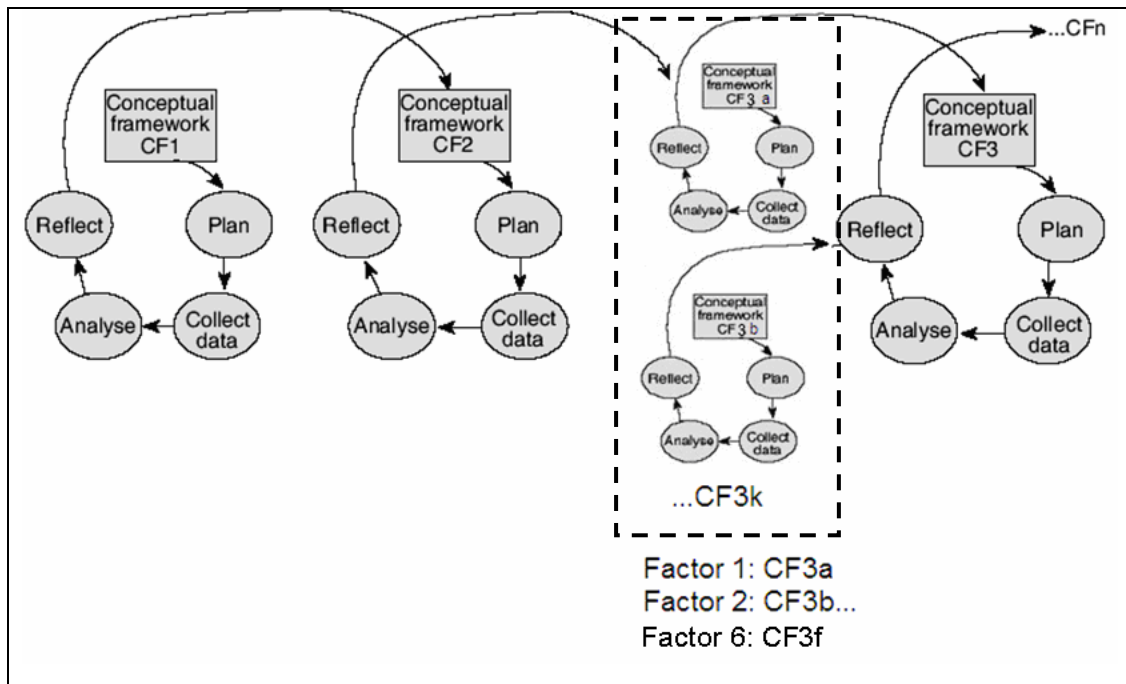 Conceptual
framework
CF1
Plan
Collect
data
Analyse
Reflect
Conceptual
framework
CF2
Plan
Collect
data
Analyse
Reflect
Conceptual
framework
CF3 a
Plan
Collect
data
Analyse
Reflect
Conceptual
framework
CF3 b
Plan
Collect
data
Analyse
Reflect
...CF3k
Factor 1: CF3a
Factor 2: CF3b...
Factor 6: CF3f
Conceptual
framework
CF3
Plan
Collect
data
Analyse
Reflect
...CFn